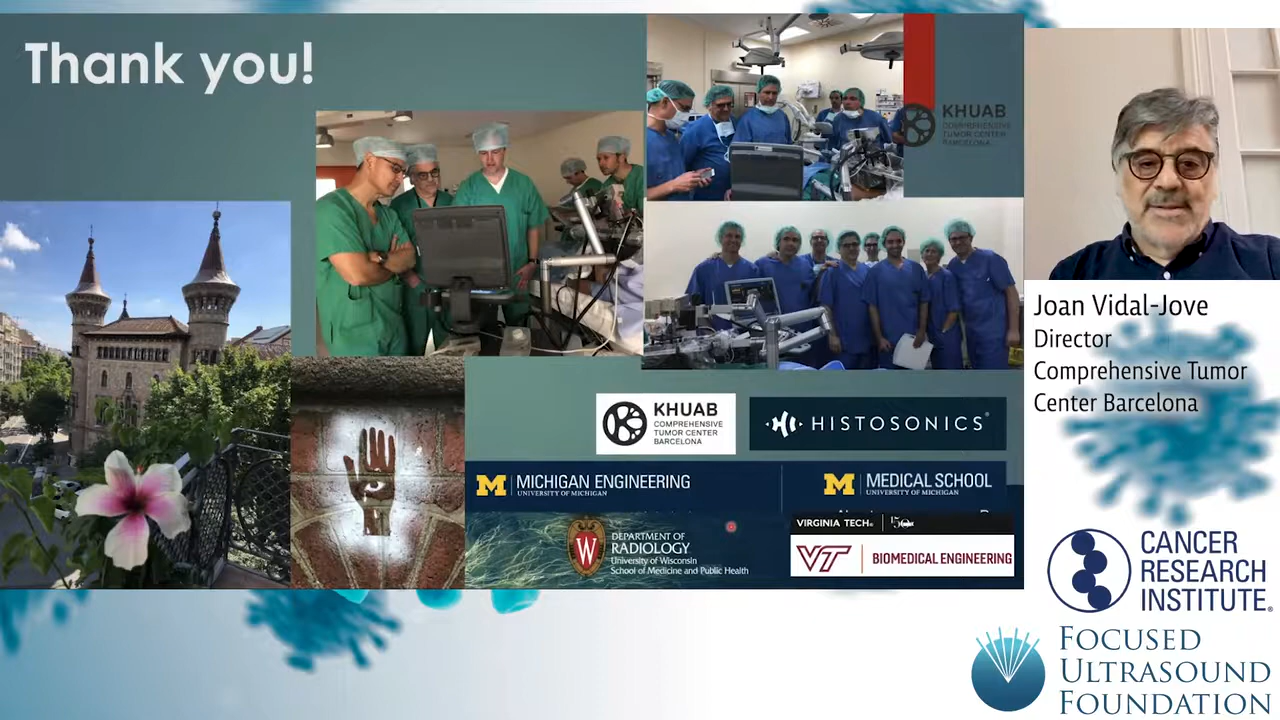 Thank you!
KHUAB
COMPREHENSIVE
TUMOR CENTER
BARCELONA
KHUAB
COMPREHENSIVE
TUMOR CENTER
BARCELONA
HISTOSONICS®
M MICHIGAN ENGINEERING
UNIVERSITY OF MICHIGAN
M MEDICAL SCHOOL
UNIVERSITY OF MICHIGAN
W
DEPARTMENT OF
RADIOLOGY
University of Wisconsin
School of Medicine and Public Health
VIRGINIA TECH®
VT BIOMEDICAL ENGINEERING
Joan Vidal-Jove
Director
Comprehensive Tumor
Center Barcelona
CANCER
RESEARCH
INSTITUTE®
FOCUSED
ULTRASOUND
FOUNDATION